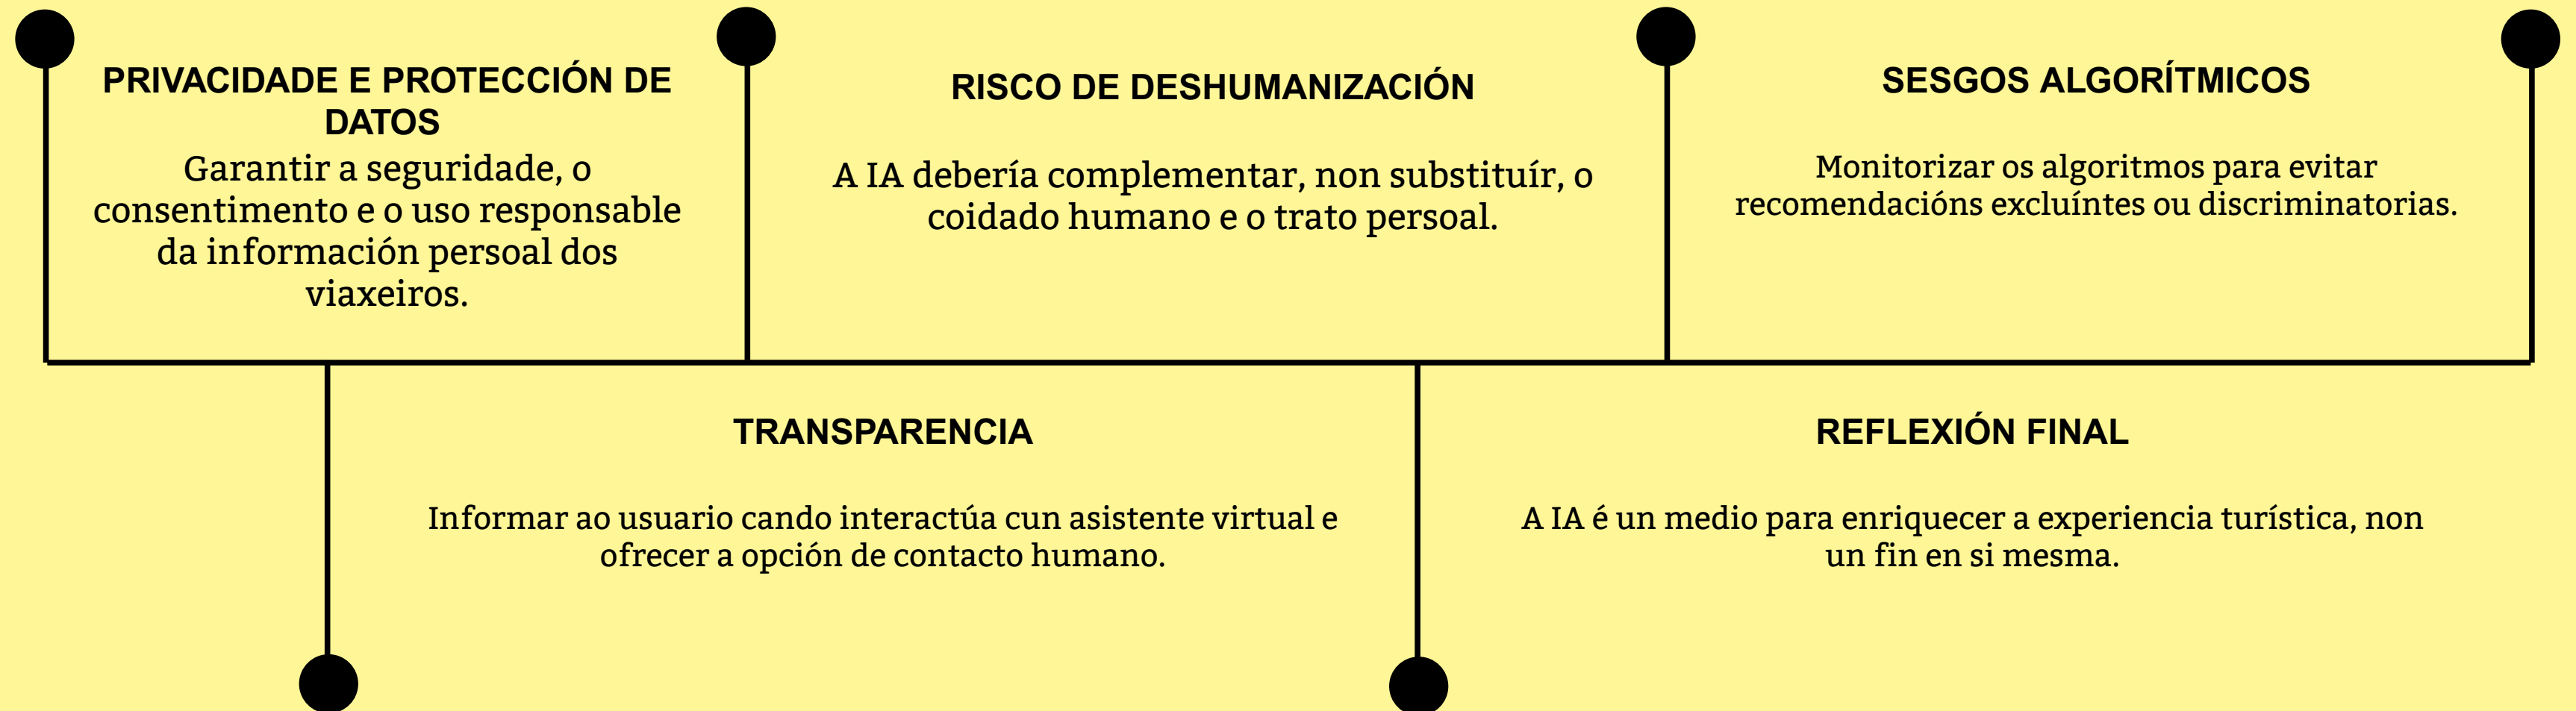 PRIVACIDADE E PROTECCIÓN DE
DATOS
Garantir a seguridade, o
consentimento e o uso responsable
da información persoal dos
viaxeiros.
RISCO DE DESHUMANIZACIÓN
A IA debería complementar, non substituír, o
coidado humano e o trato persoal.
SESGOS ALGORÍTMICOS
Monitorizar os algoritmos para evitar
recomendacións excluíntes ou discriminatorias.
TRANSPARENCIA
Informar ao usuario cando interactúa cun asistente virtual e
ofrecer a opción de contacto humano.
REFLEXIÓN FINAL
A IA é un medio para enriquecer a experiencia turística, non
un fin en si mesma.